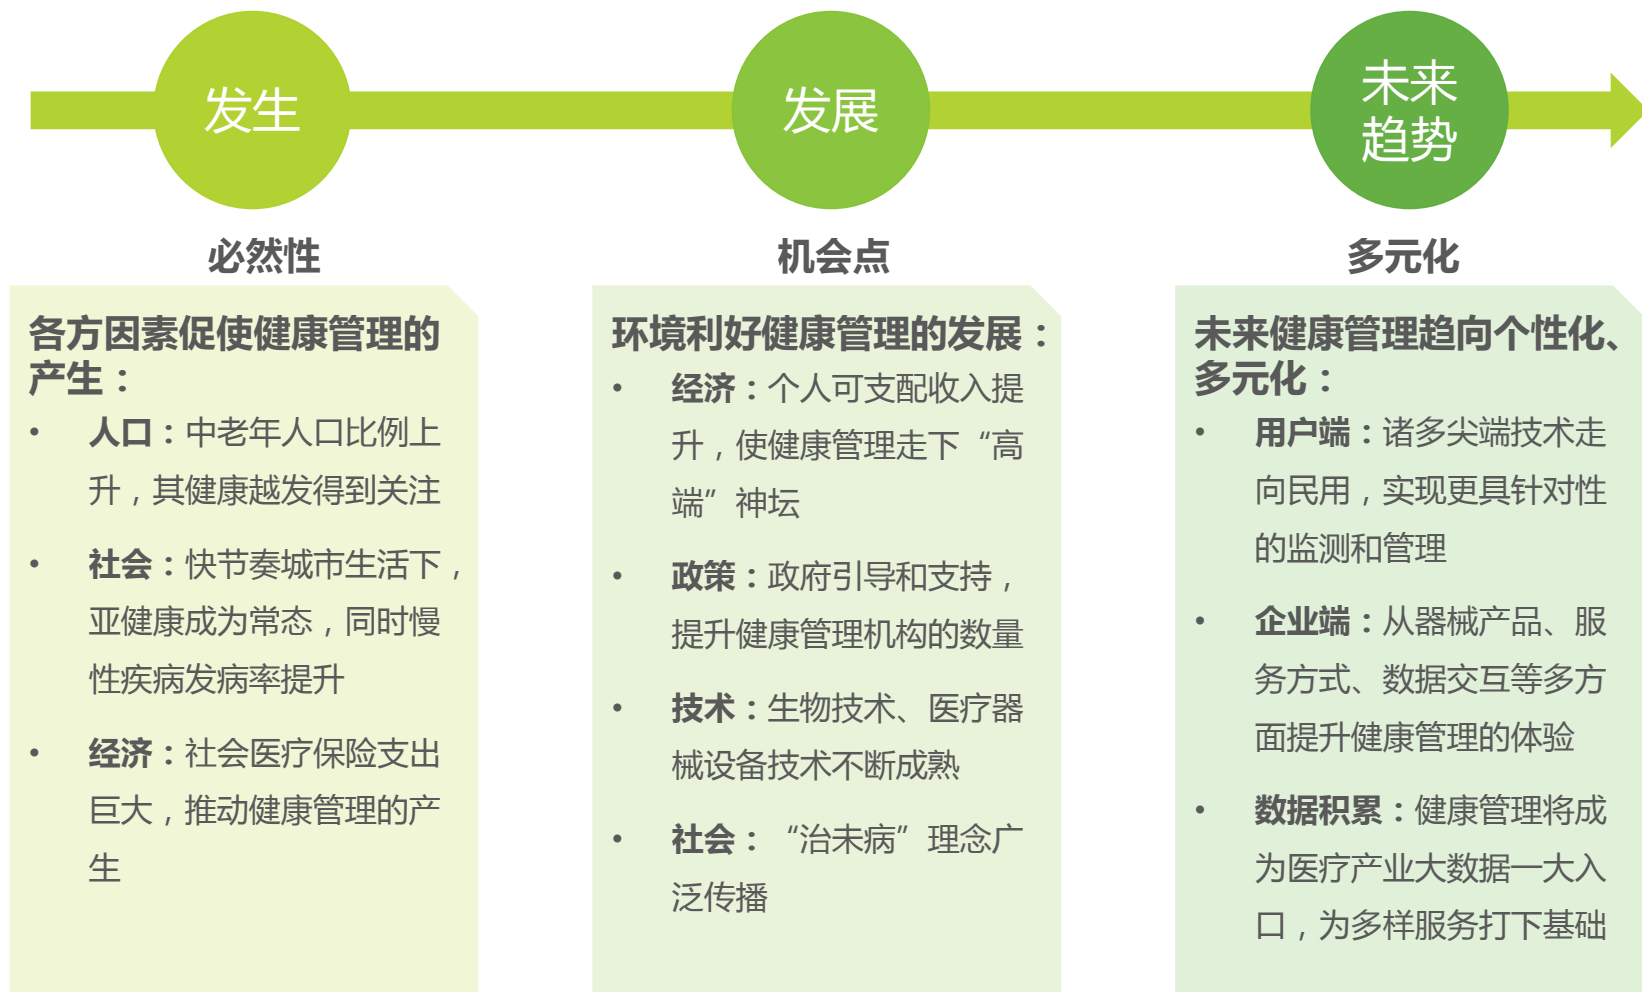 发生
发展
未来
趋势
必然性
机会点
多元化
各方因素促使健康管理的
产生：
• 人口：中老年人口比例上
升，其健康越发得到关注
• 社会：快节奏城市生活下，
亚健康成为常态，同时慢
性疾病发病率提升
• 经济：社会医疗保险支出
巨大，推动健康管理的产
生
环境利好健康管理的发展：
• 经济：个人可支配收入提
升，使健康管理走下“高
端”神坛
• 政策：政府引导和支持，
提升健康管理机构的数量
• 技术：生物技术、医疗器
械设备技术不断成熟
• 社会：“治未病”理念广
泛传播
未来健康管理趋向个性化、
多元化：
• 用户端：诸多尖端技术走
向民用，实现更具针对性
的监测和管理
• 企业端：从器械产品、服
务方式、数据交互等多方
面提升健康管理的体验
• 数据积累：健康管理将成
为医疗产业大数据一大入
口，为多样服务打下基础